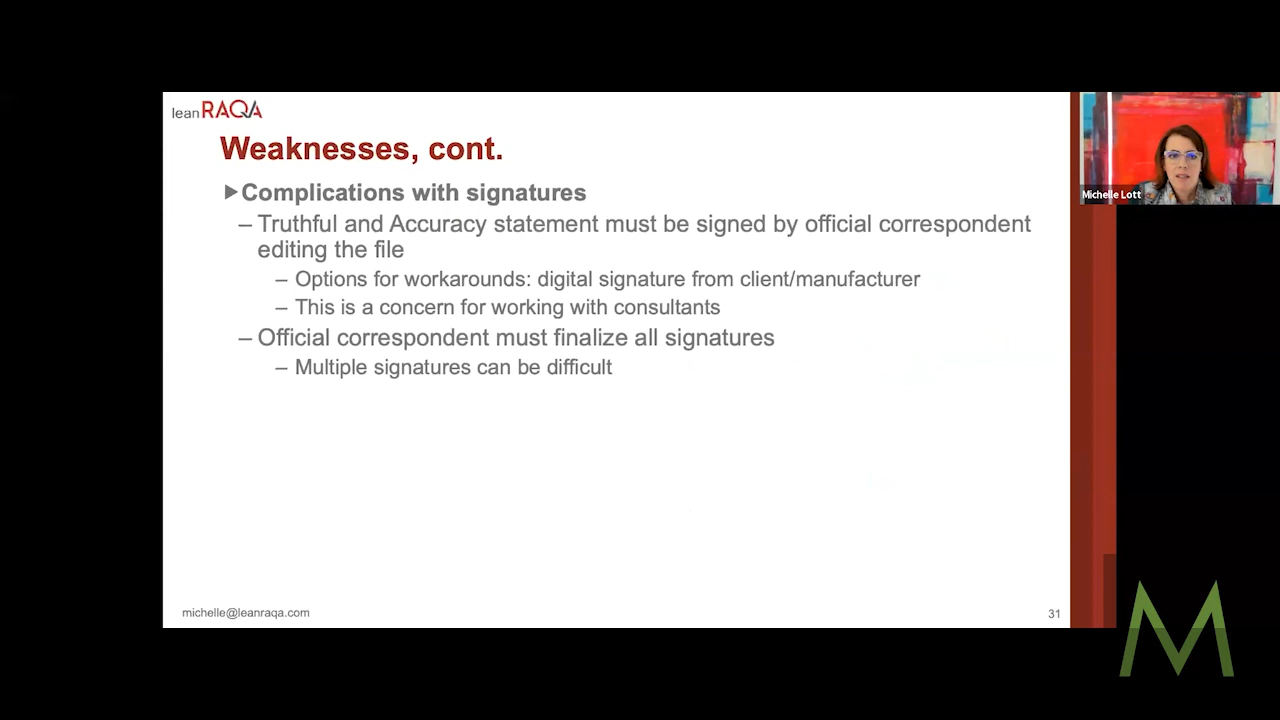 lean RAQA
Weaknesses, cont.
Complications with signatures
– Truthful and Accuracy statement must be signed by official correspondent
editing the file
– Options for workarounds: digital signature from client/manufacturer
– This is a concern for working with consultants
– Official correspondent must finalize all signatures
– Multiple signatures can be difficult
michelle@leanraqa.com
31
Michelle Lott
M